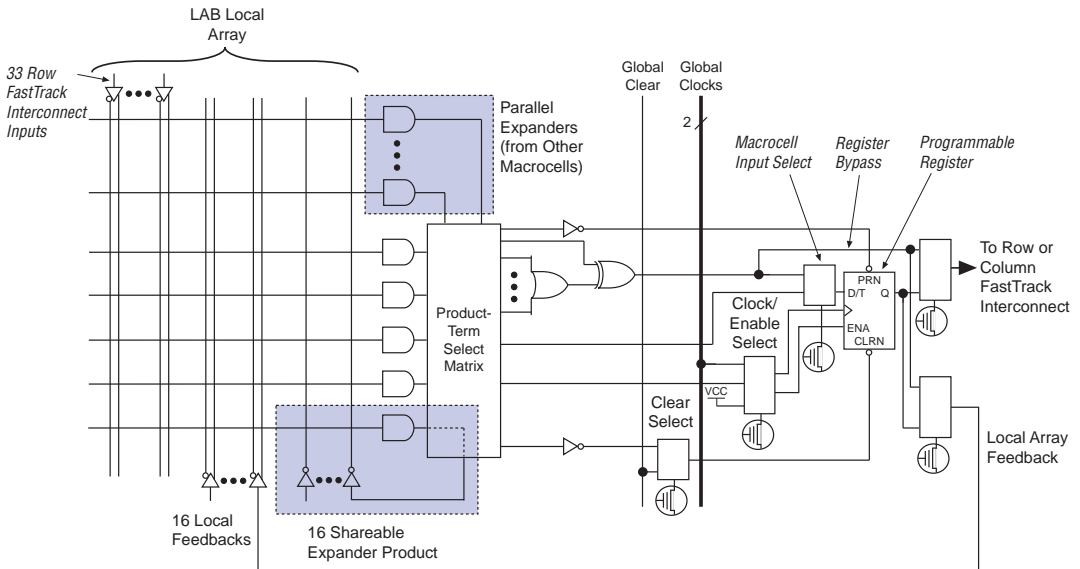 LAB Local
Array
33 Row
FastTrack
Interconnect
Inputs
Parallel
Expanders
(from Other
Macrocells)
Global
Clear
Global
Clocks
2
Macrocell
Input Select
Register
Bypass
Programmable
Register
To Row or
Column
FastTrack
Interconnect
PRN
D/T
Q
ENA
CLRN
Product-
Term
Select
Matrix
Clock/
Enable
Select
VCC
Clear
Select
Local Array
Feedback
16 Local
Feedbacks
16 Shareable
Expander Product